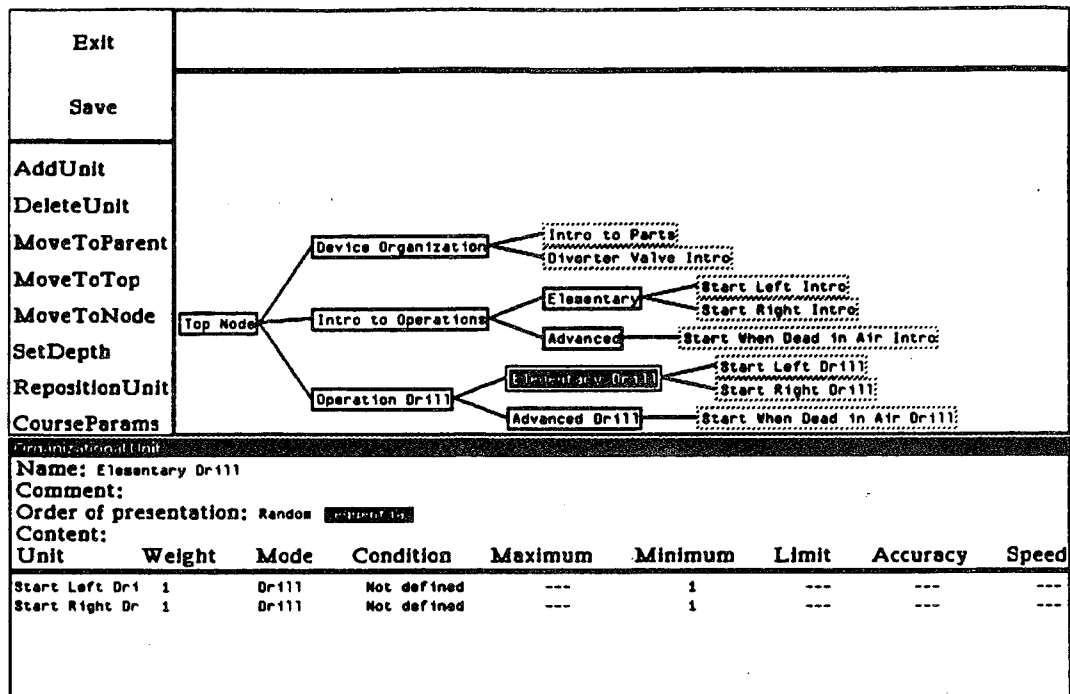 Exit
Save
AddUnit
DeleteUnit
MoveToParent
MoveToTop
MoveToNode
SetDepth
RepositionUnit
CourseParams
Top Node
Device Organization
Intro to Parts
Diverter Valve Intro
Intro to Operations
Elementary
Start Left Intro
Start Right Intro
Advanced
Start When Dead in Air Intro
Operation Drill
Elementary Drill
Start Left Drill
Start Right Drill
Advanced Drill
Start When Dead in Air Drill
Organizational Unit
Name: Elementary Drill
Comment:
Order of presentation: Random Sequential
Content:
Unit Weight Mode Condition Maximum Minimum Limit Accuracy Speed
Start Left Dri 1 Drill Not defined --- 1 --- --- ---
Start Right Dr 1 Drill Not defined --- 1 --- --- ---